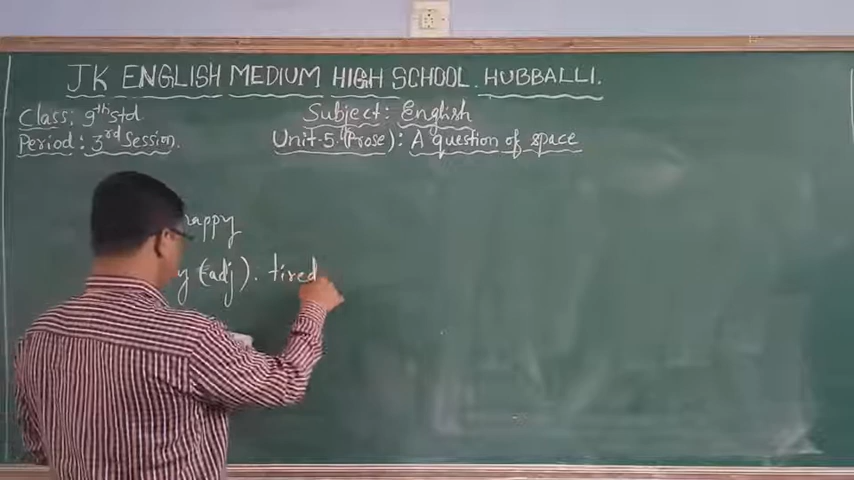 JK ENGLISH MEDIUM HIGH SCHOOL. HUBBALLI.
Class: 9th Std
Subject: English
Period: 3rd Session.
Unit-5. (Prose): A question of space
(adj). tired